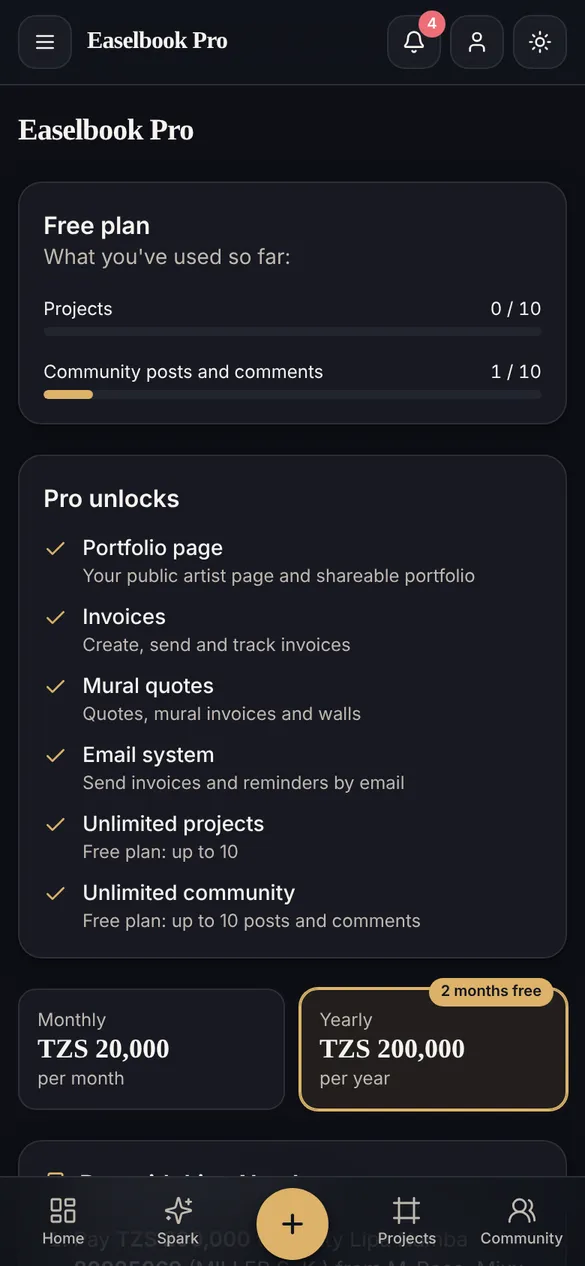 Easelbook Pro
4
Easelbook Pro
Free plan
What you've used so far:
Projects 0 / 10
Community posts and comments 1 / 10
Pro unlocks
Portfolio page
Your public artist page and shareable portfolio
Invoices
Create, send and track invoices
Mural quotes
Quotes, mural invoices and walls
Email system
Send invoices and reminders by email
Unlimited projects
Free plan: up to 10
Unlimited community
Free plan: up to 10 posts and comments
2 months free
Monthly
TZS 20,000
per month
Yearly
TZS 200,000
per year
Home
Spark
Projects
Community